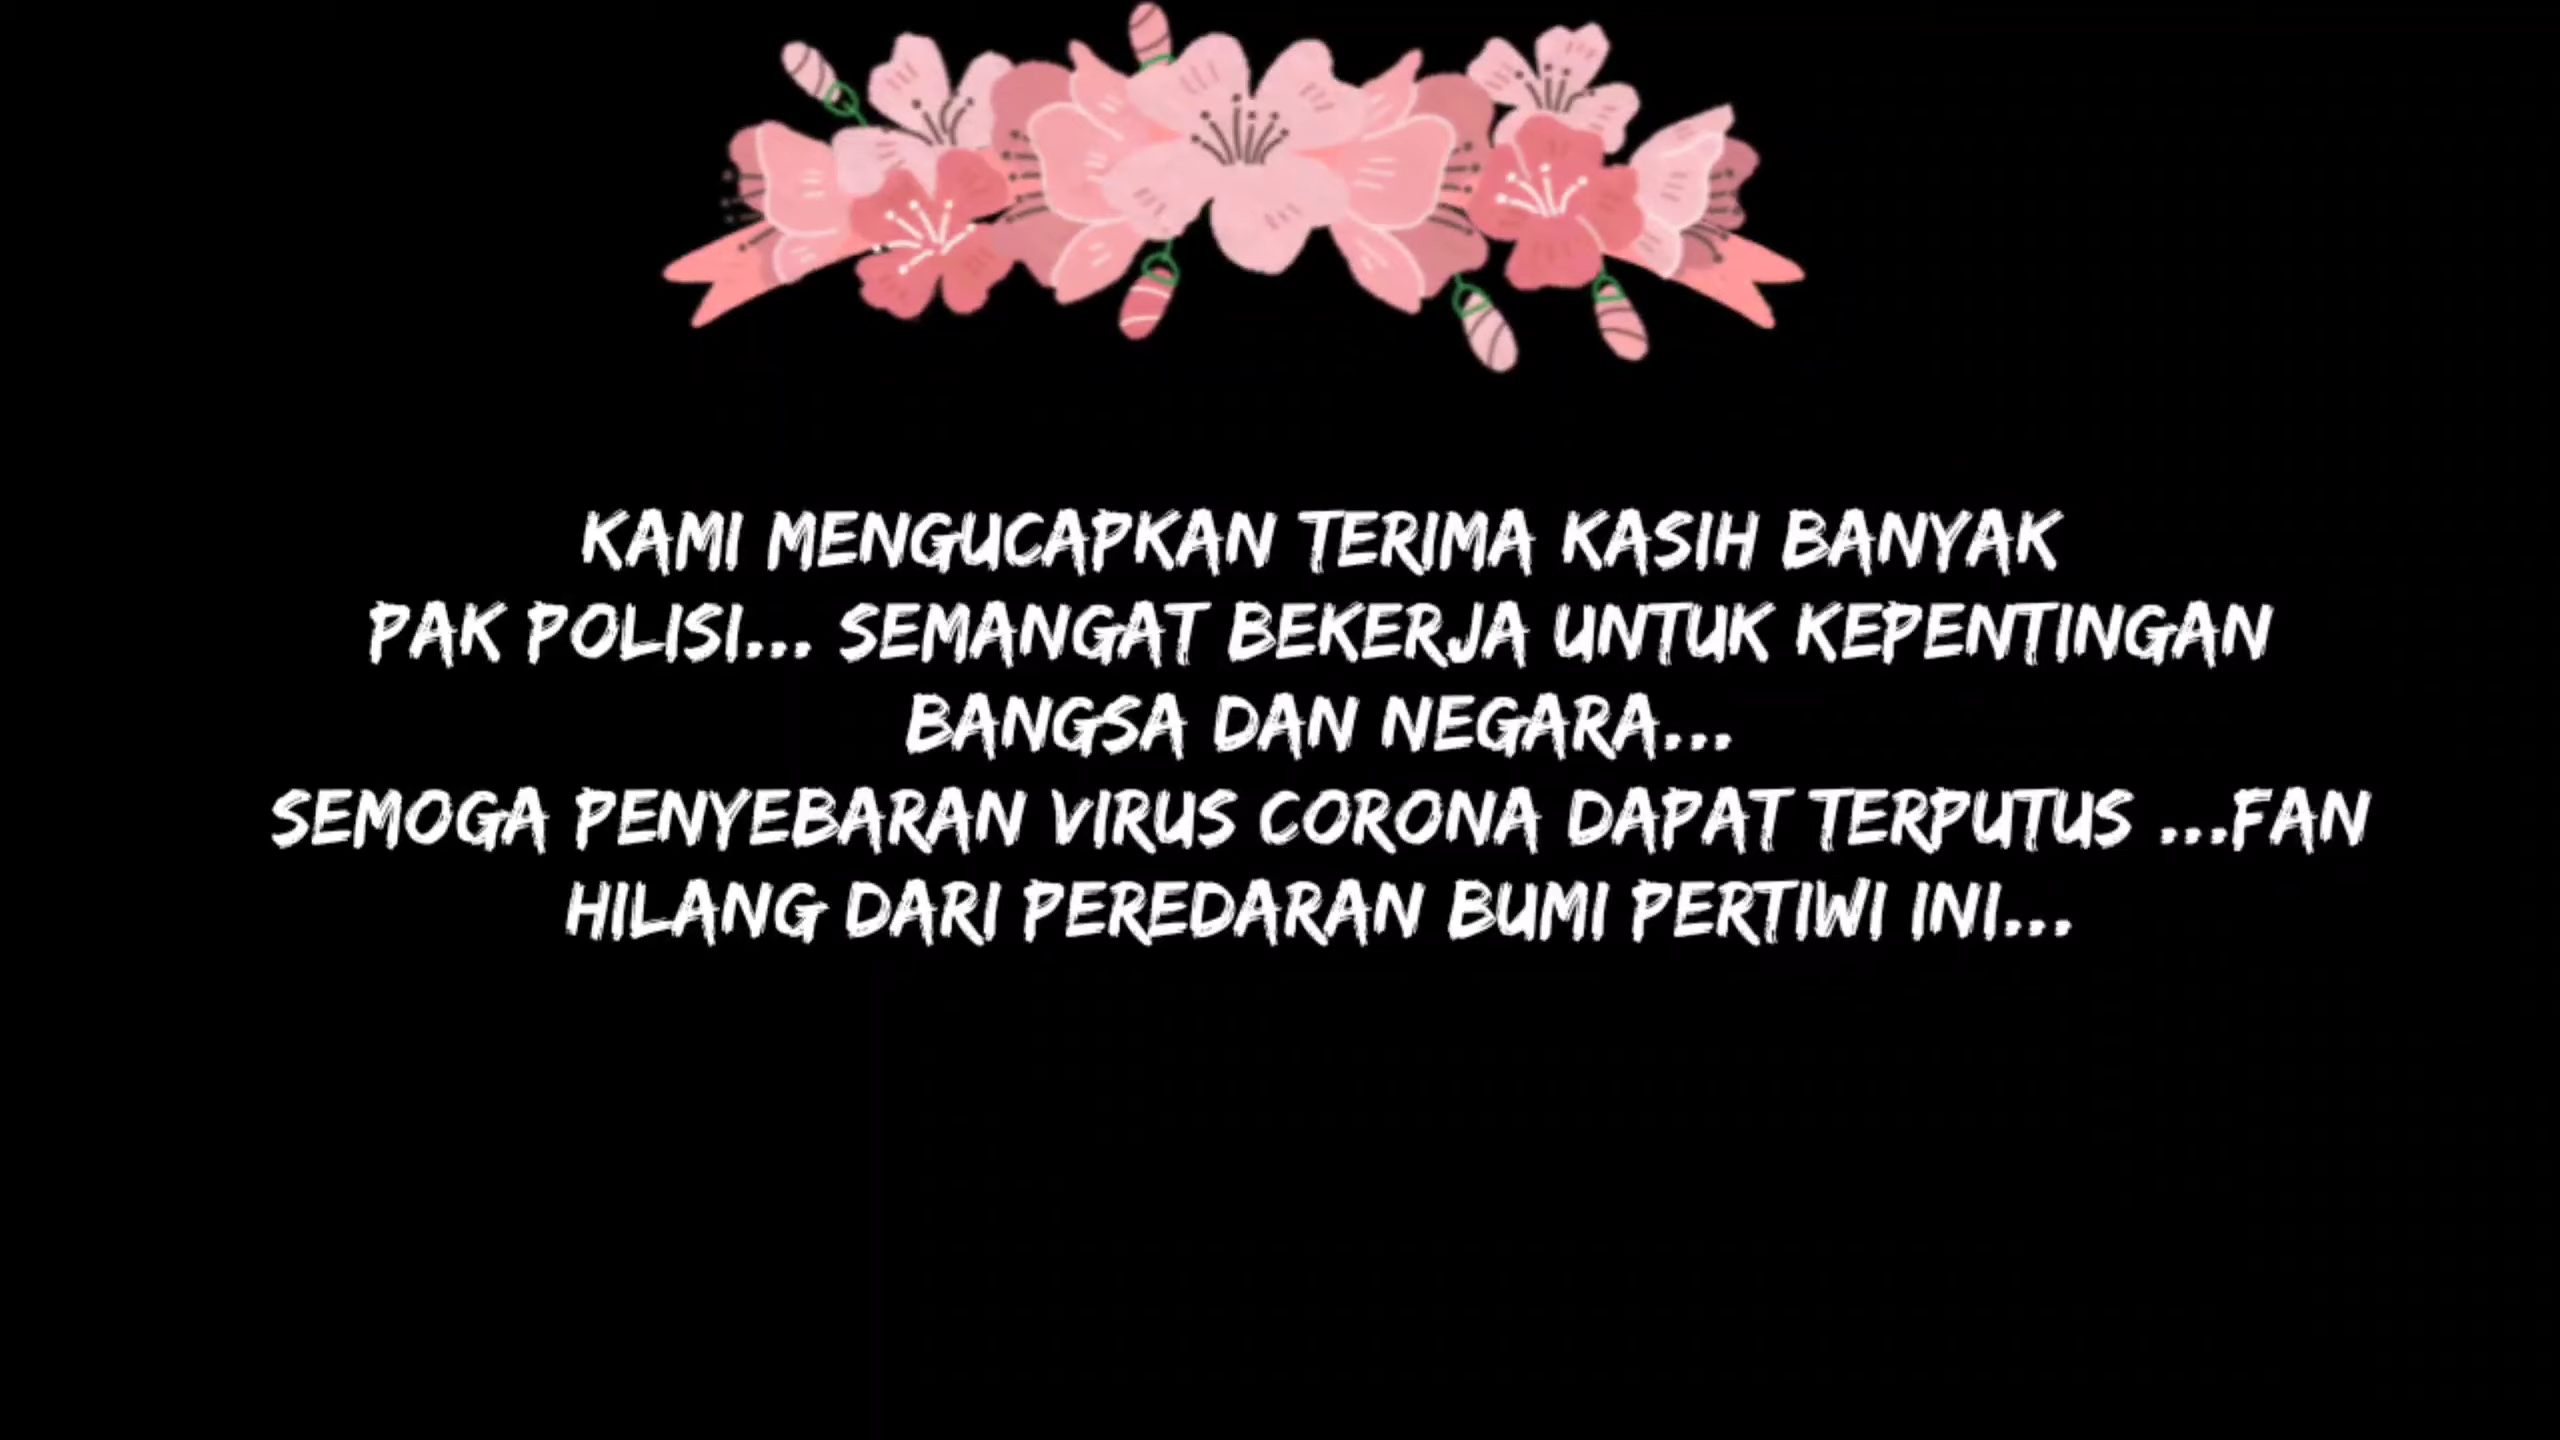 KAMI MENGUCAPKAN TERIMA KASIH BANYAK
PAK POLISI... SEMANGAT BEKERJA UNTUK KEPENTINGAN
BANGSA DAN NEGARA...
SEMOGA PENYEBARAN VIRUS CORONA DAPAT TERPUTUS ...FAN
HILANG DARI PEREDARAN BUMI PERTIWI INI...